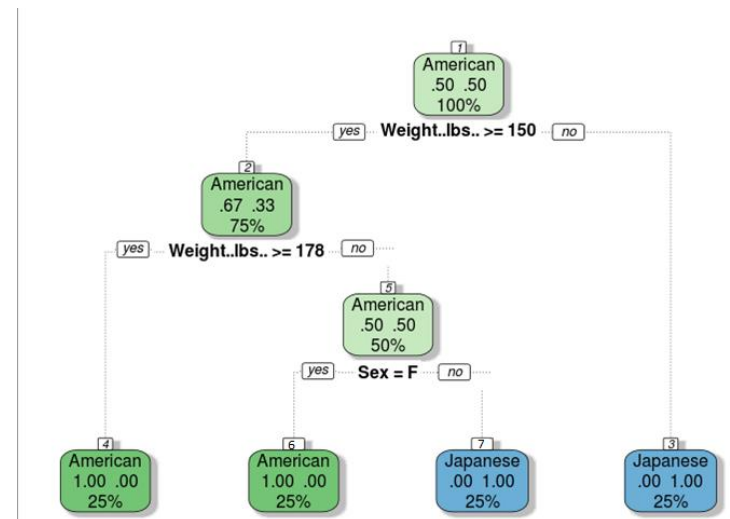 1
American
.50 .50
100%
yes Weight..lbs.. >= 150 no
2
American
.67 .33
75%
yes Weight..lbs.. >= 178 no
5
American
.50 .50
50%
yes Sex = F no
4
American
1.00 .00
25%
6
American
1.00 .00
25%
7
Japanese
.00 1.00
25%
3
Japanese
.00 1.00
25%